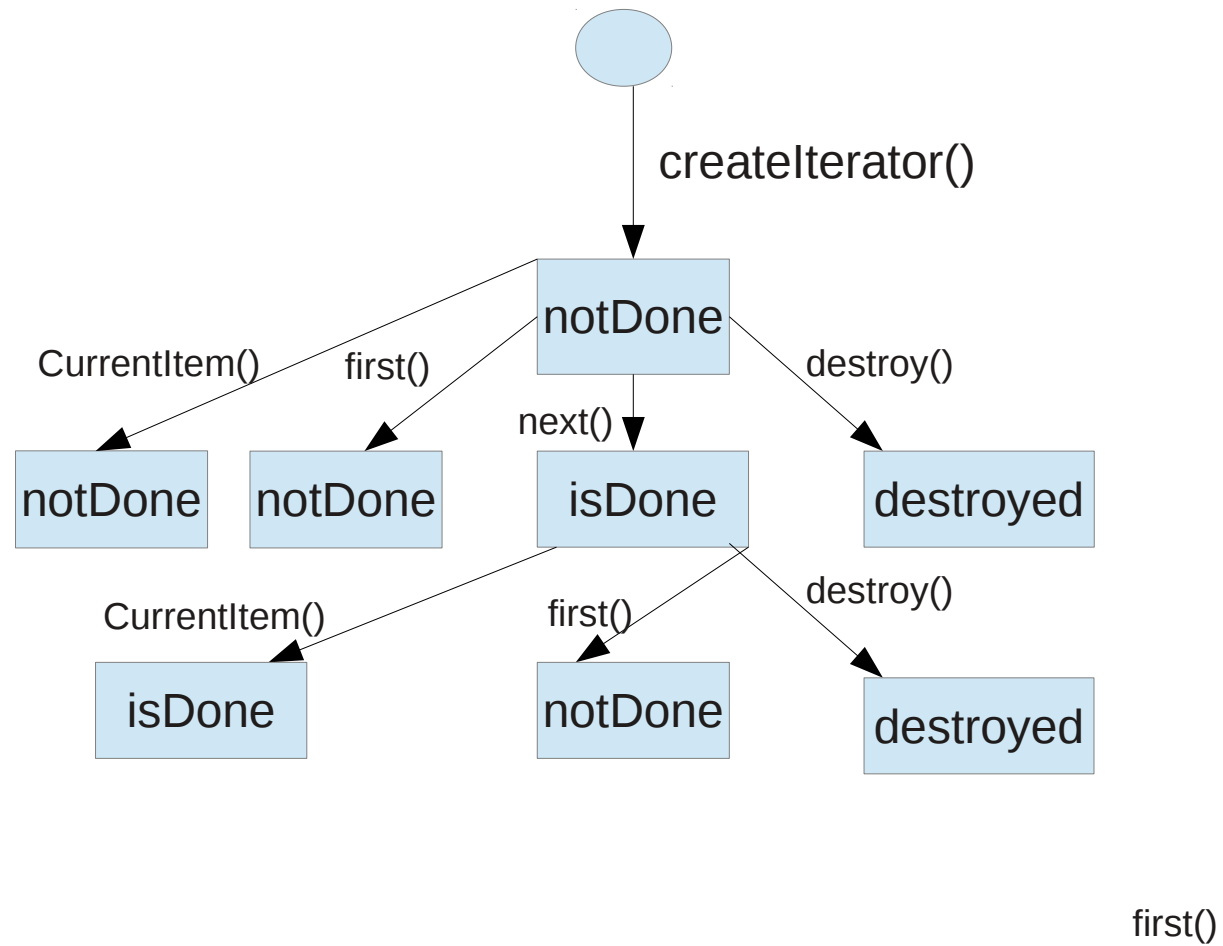 createIterator()
notDone
CurrentItem()
first()
destroy()
next()
notDone
notDone
isDone
destroyed
CurrentItem()
first()
destroy()
isDone
notDone
destroyed
first()